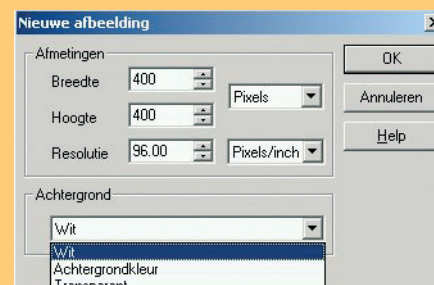 Nieuwe afbeelding
Afmetingen
Breedte 400
Pixels
Hoogte 400
Resolutie 96.00 Pixels/inch
OK
Annuleren
Help
Achtergrond
Wit
Wit
Achtergrondkleur
Transparant